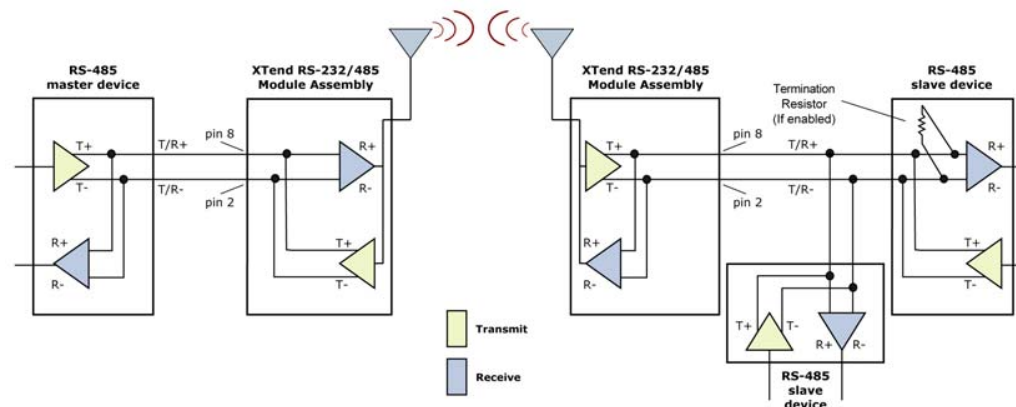 RS-485
master device
XTend RS-232/485
Module Assembly
XTend RS-232/485
Module Assembly
RS-485
slave device
Termination
Resistor
(If enabled)
T+
T-
R+
R-
T/R+
T/R-
pin 8
pin 2
R+
R-
T+
T-
T+
T-
R+
R-
pin 8
pin 2
T/R+
T/R-
R+
R-
T+
T-
T+
T-
R+
R-
RS-485
slave
device
Transmit
Receive